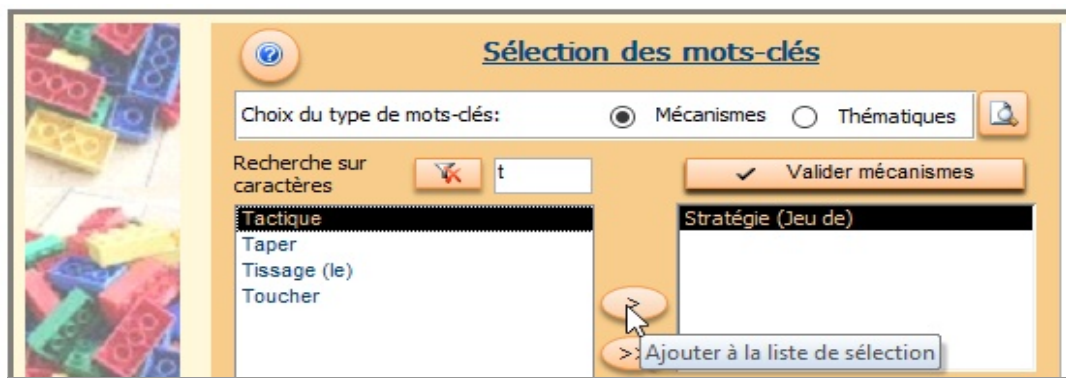 Sélection des mots-clés
Choix du type de mots-clés: Mécanismes Thématiques
Recherche sur
caractères
t
Valider mécanismes
Tactique
Taper
Tissage (le)
Toucher
Stratégie (Jeu de)
>
>>
Ajouter à la liste de sélection